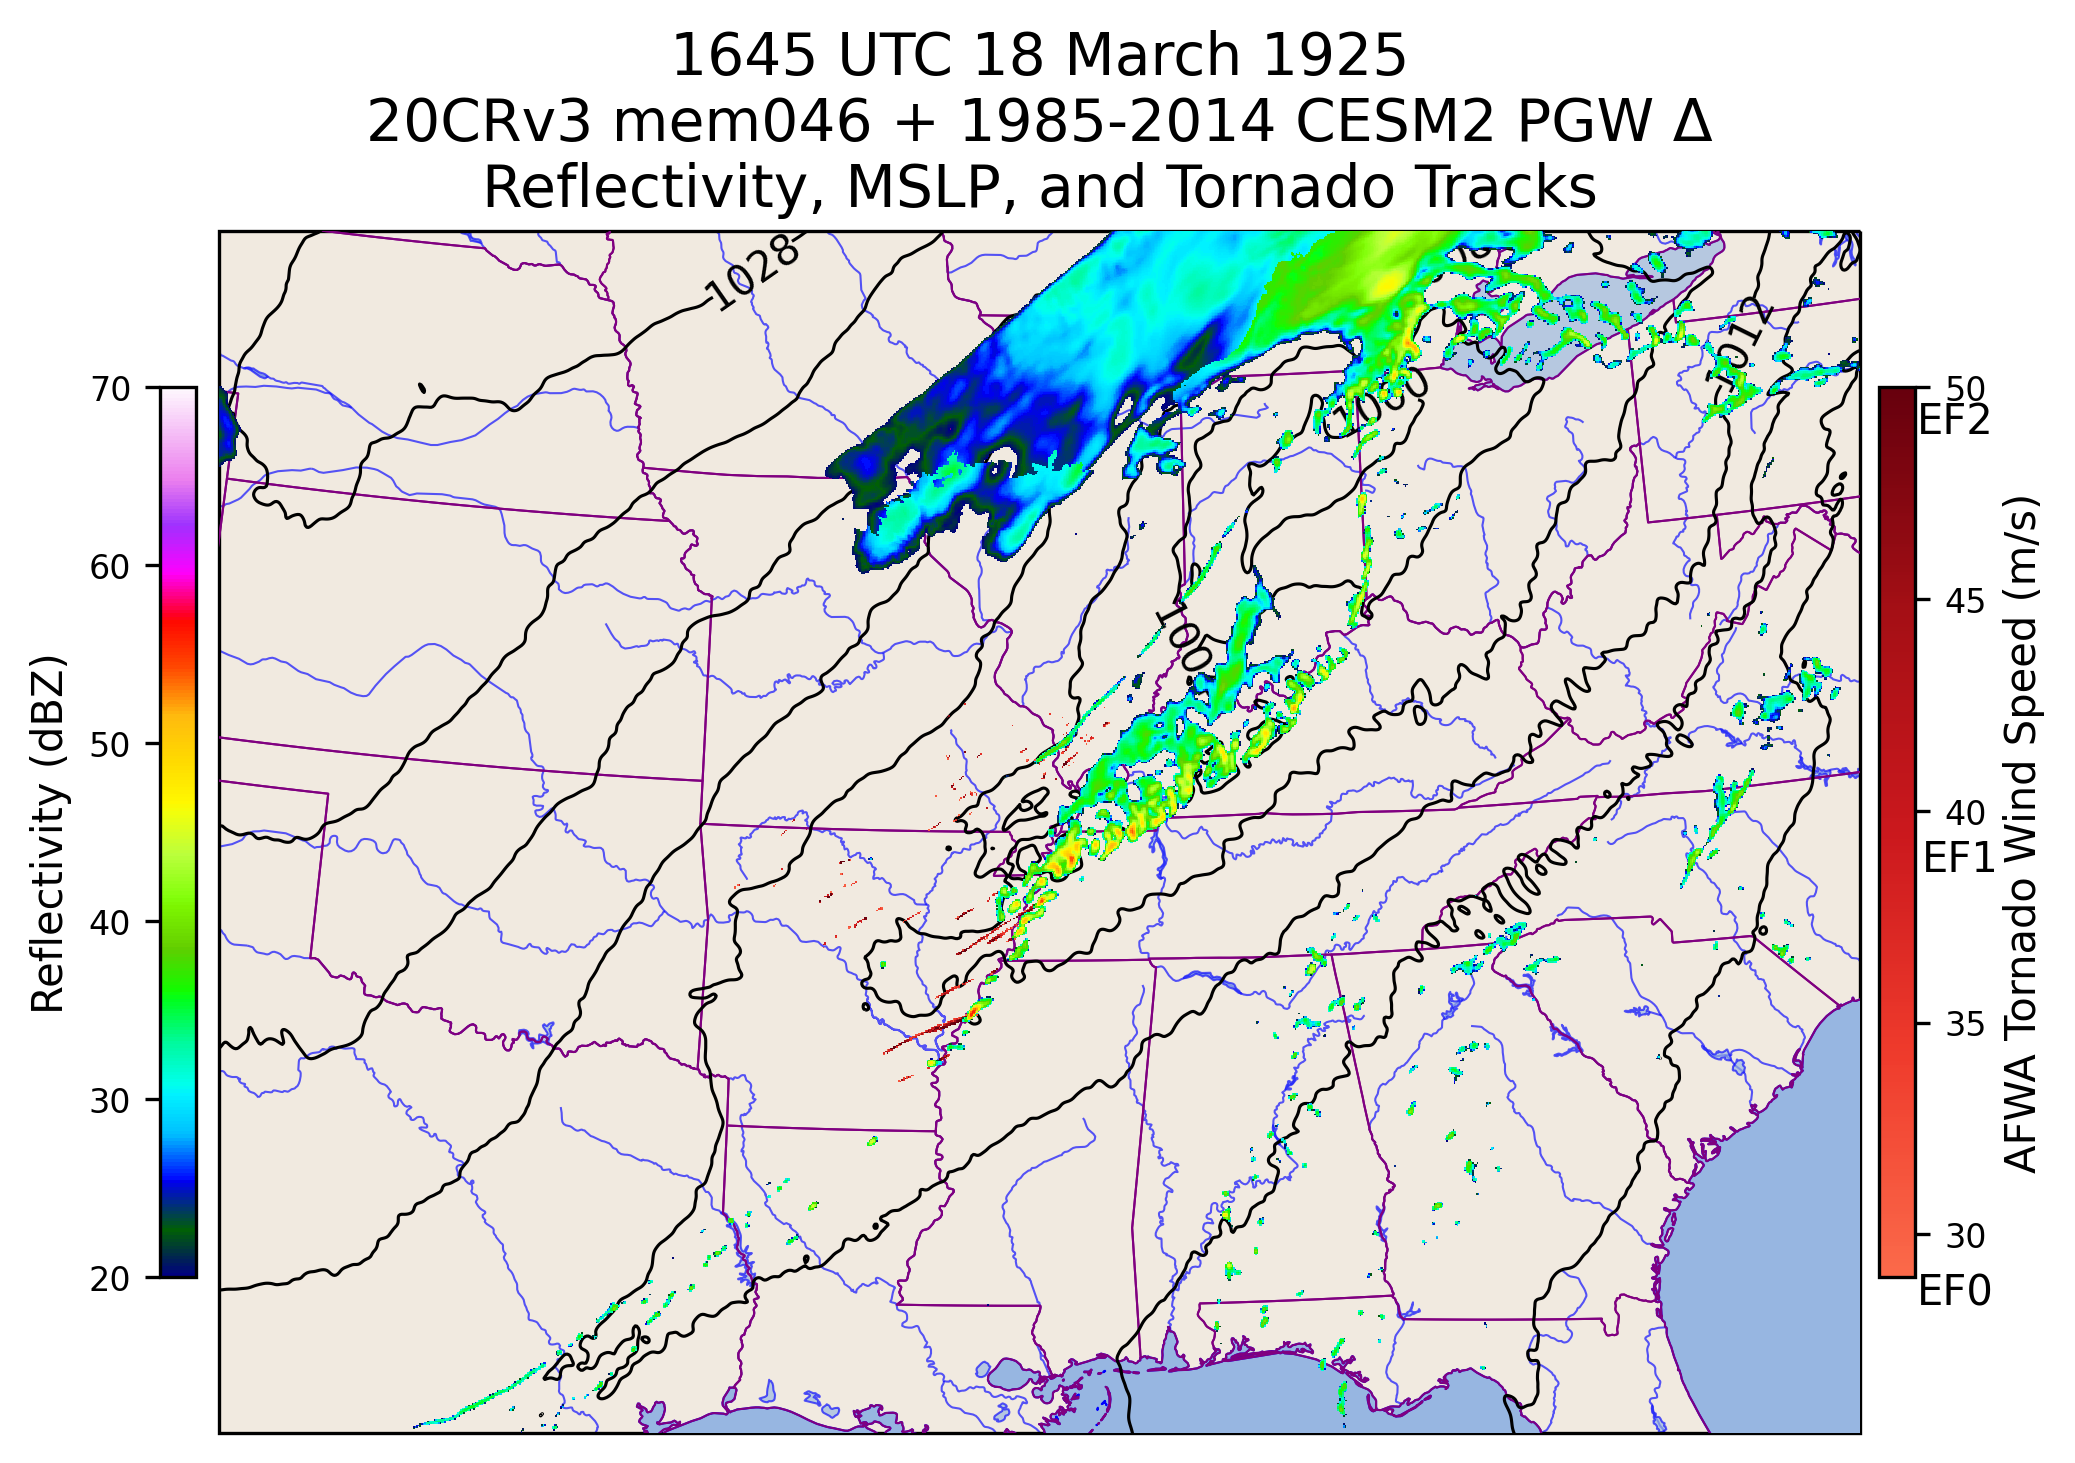 1645 UTC 18 March 1925
20CRv3 mem046 + 1985-2014 CESM2 PGW Δ
Reflectivity, MSLP, and Tornado Tracks
1028
1012
1000
100
70
60
50
40
30
20
Reflectivity (dBZ)
50
EF2
45
40
EF1
35
30
EF0
AFWA Tornado Wind Speed (m/s)